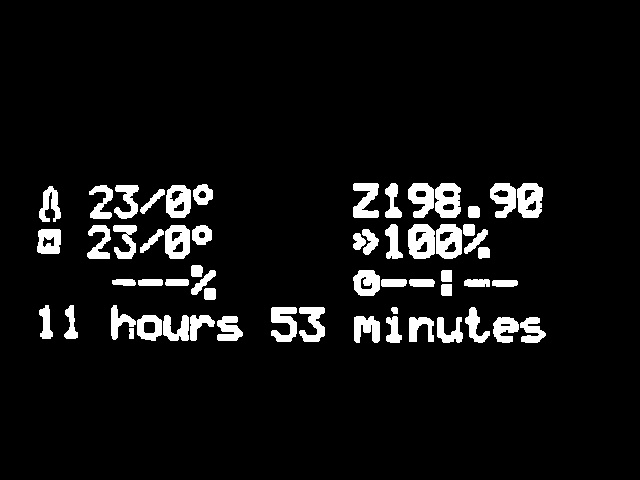 23/0° Z198.90
23/0° »100%
---% --:--
11 hours 53 minutes